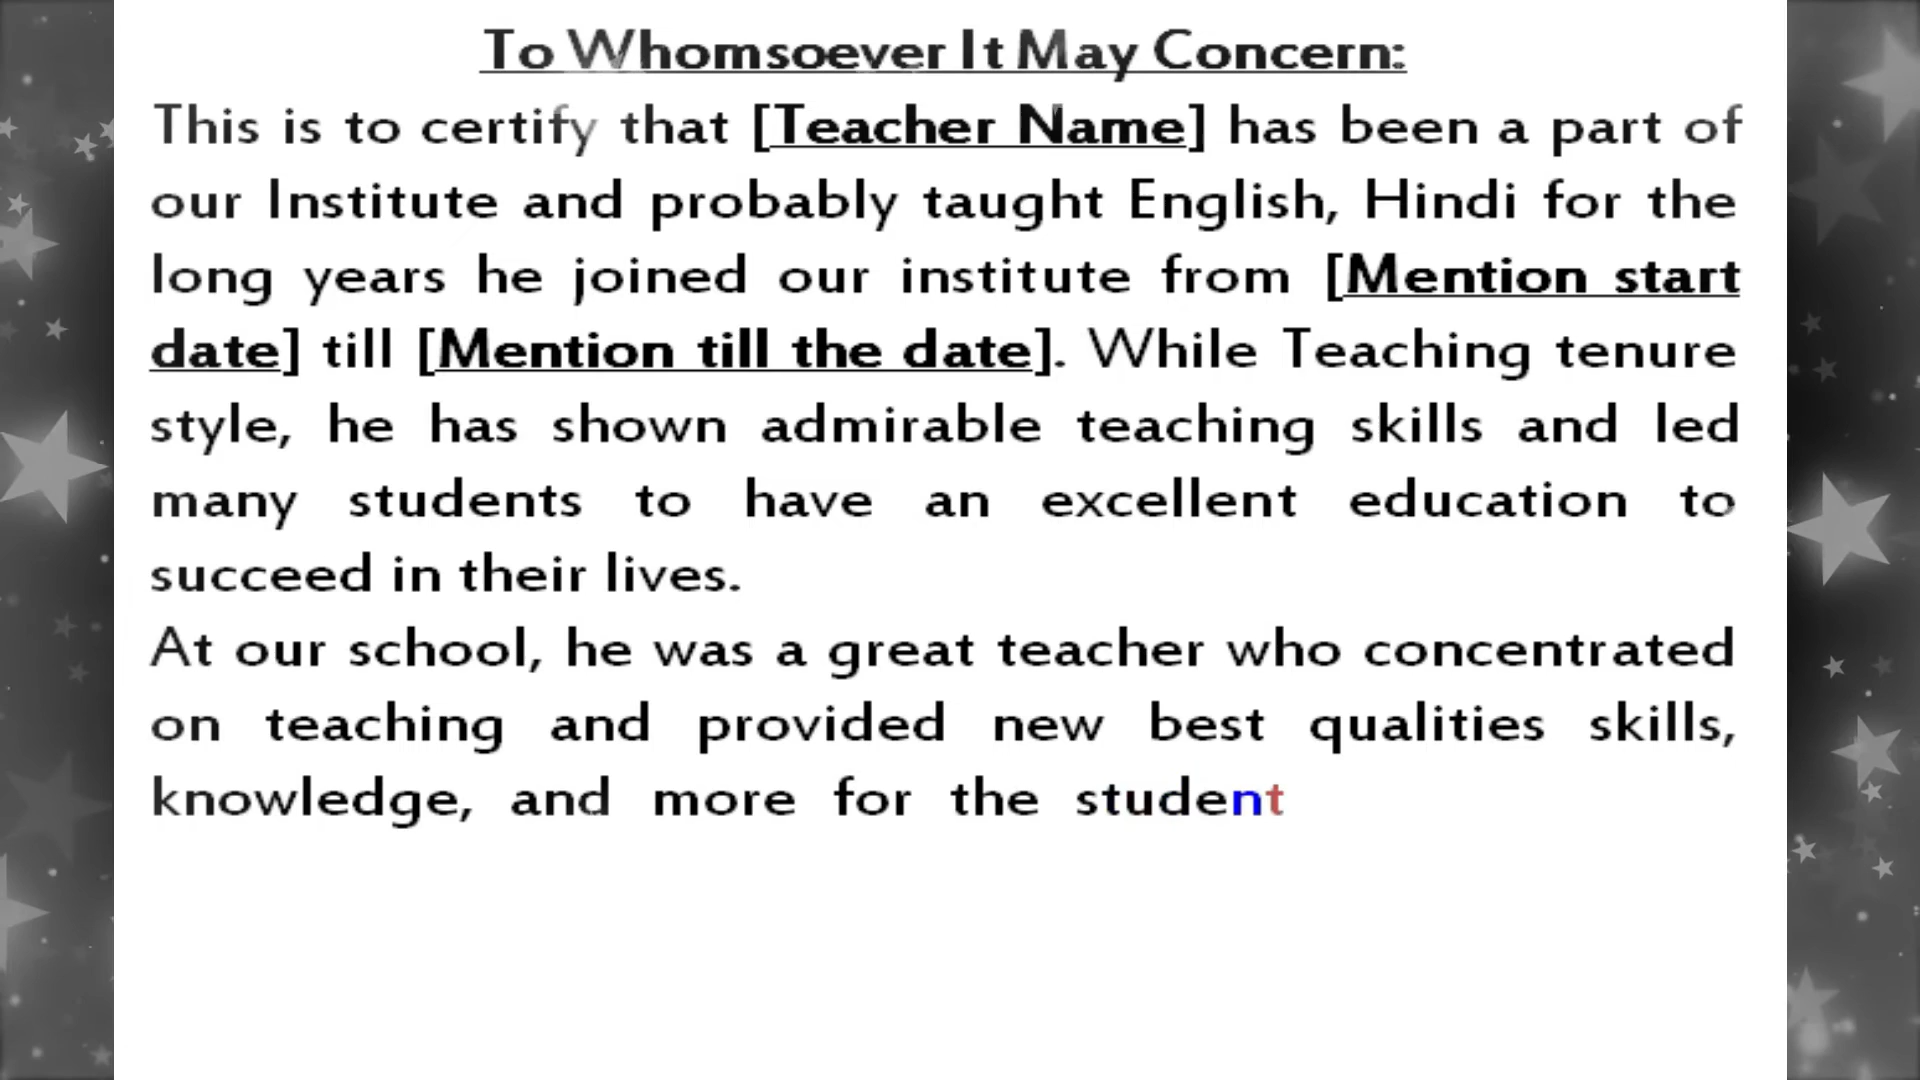 To Whomsoever It May Concern:
This is to certify that [Teacher Name] has been a part of
our Institute and probably taught English, Hindi for the
long years he joined our institute from [Mention start
date] till [Mention till the date]. While Teaching tenure
style, he has shown admirable teaching skills and led
many students to have an excellent education to
succeed in their lives.
At our school, he was a great teacher who concentrated
on teaching and provided new best qualities skills,
knowledge, and more for the student